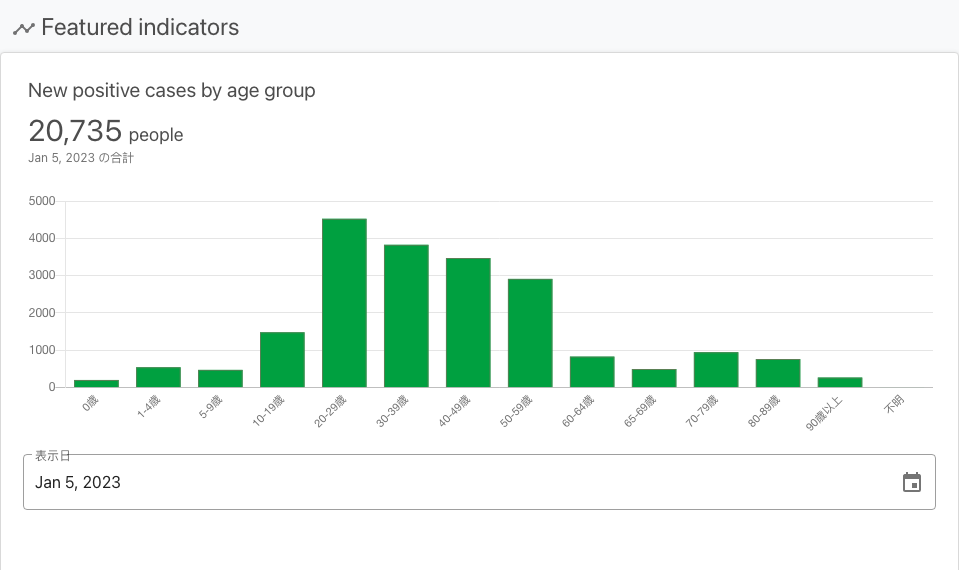 Featured indicators
New positive cases by age group
20,735 people
Jan 5, 2023 の合計
5000
4000
3000
2000
1000
0
0歳
1-4歳
5-9歳
10-19歳
20-29歳
30-39歳
40-49歳
50-59歳
60-64歳
65-69歳
70-79歳
80-89歳
90歳以上
不明
表示日
Jan 5, 2023